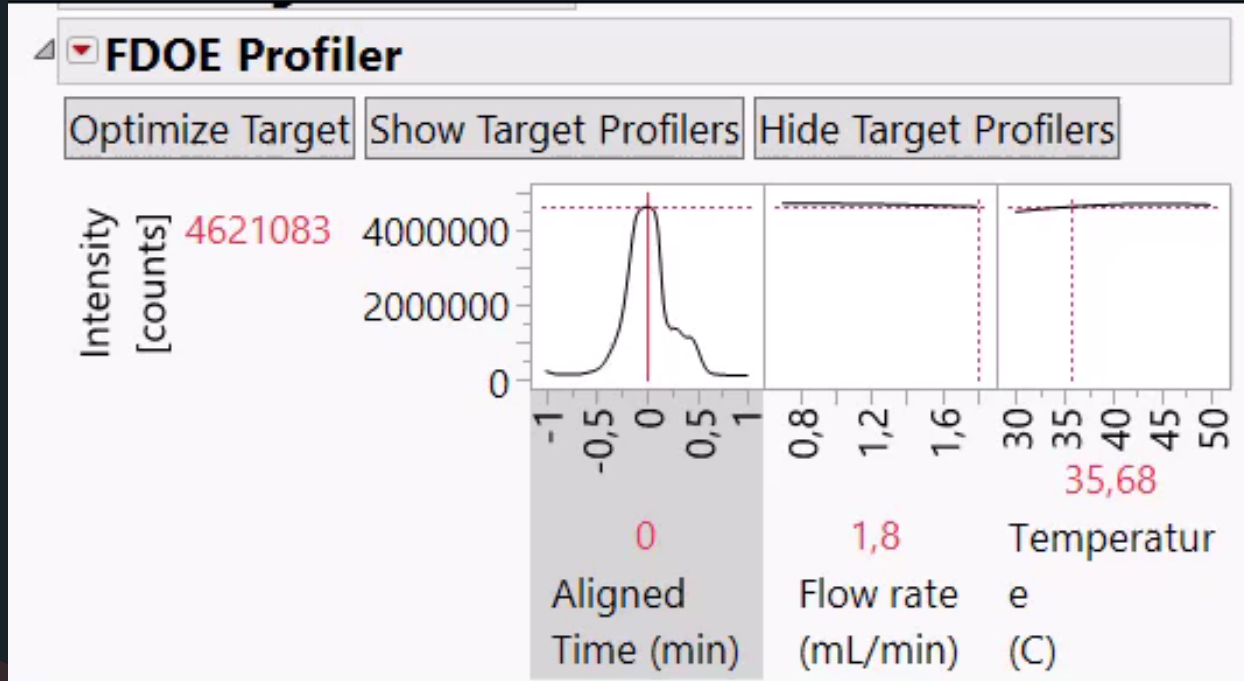 FDOE Profiler
Optimize Target Show Target Profilers Hide Target Profilers
Intensity
[counts]
4621083
4000000
2000000
0
-1 -0,5 0 0,5 1
0,8 1,2 1,6
30 35 40 45 50
35,68
0 1,8 Temperatur
Aligned Flow rate e
Time (min) (mL/min) (C)